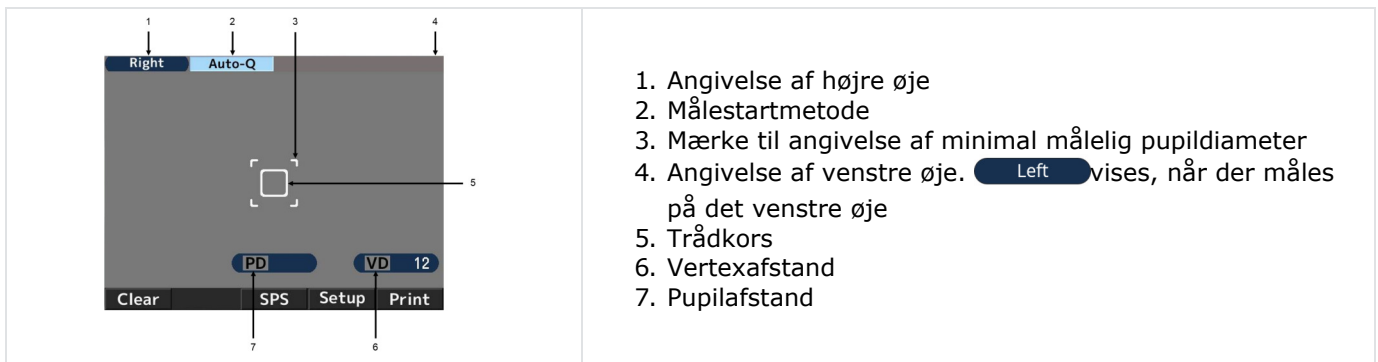 1 2 3 4
Right Auto-Q
5
PD VD 12
Clear SPS Setup Print
7 6
1. Angivelse af højre øje
2. Målestartmetode
3. Mærke til angivelse af minimal målelig pupildiameter
4. Angivelse af venstre øje. Left vises, når der måles
på det venstre øje
5. Trådkors
6. Vertexafstand
7. Pupilafstand